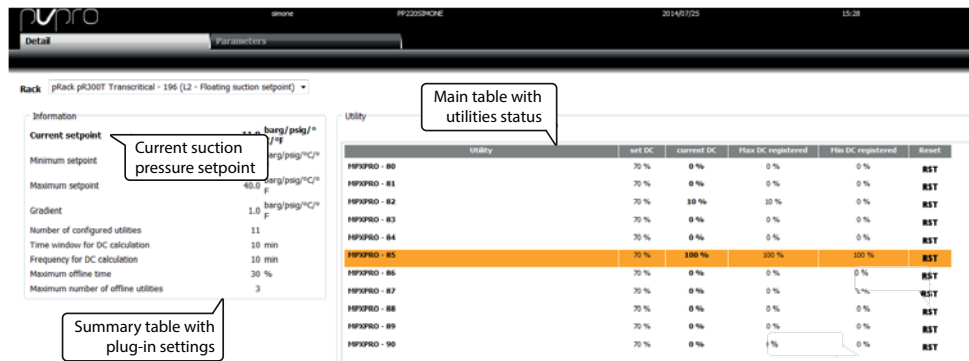 pvpro simone PP220SIMONE 2014/07/25 15:28
Detail Parameters
Rack pRack pR300T Transcritical - 196 (L2 - Floating suction setpoint)
Main table with
utilities status
Information
Current setpoint barg/psig/°
/°F
Current suction
pressure setpoint
Minimum setpoint arg/psig/°C/°
Maximum setpoint 40.0 barg/psig/°C/°
F
Gradient 1.0 barg/psig/°C/°
F
Number of configured utilities 11
Time window for DC calculation 10 min
Frequency for DC calculation 10 min
Maximum offline time 30 %
Maximum number of offline utilities 3
Summary table with
plug-in settings
Utility
Utility set DC current DC Max DC registered Min DC registered Reset
MPXPRO - 80 70 % 0 % 0 % 0 % RST
MPXPRO - 81 70 % 0 % 0 % 0 % RST
MPXPRO - 82 70 % 10 % 10 % 0 % RST
MPXPRO - 83 70 % 0 % 0 % 0 % RST
MPXPRO - 84 70 % 0 % 0 % 0 % RST
MPXPRO - 85 70 % 100 % 100 % 100 % RST
MPXPRO - 86 70 % 0 % 0 % 0 % RST
MPXPRO - 87 70 % 0 % 0 % % RST
MPXPRO - 88 70 % 0 % 0 % 0 % RST
MPXPRO - 89 70 % 0 % 0 % 0 % RST
MPXPRO - 90 70 % 0 % % 0 % RST